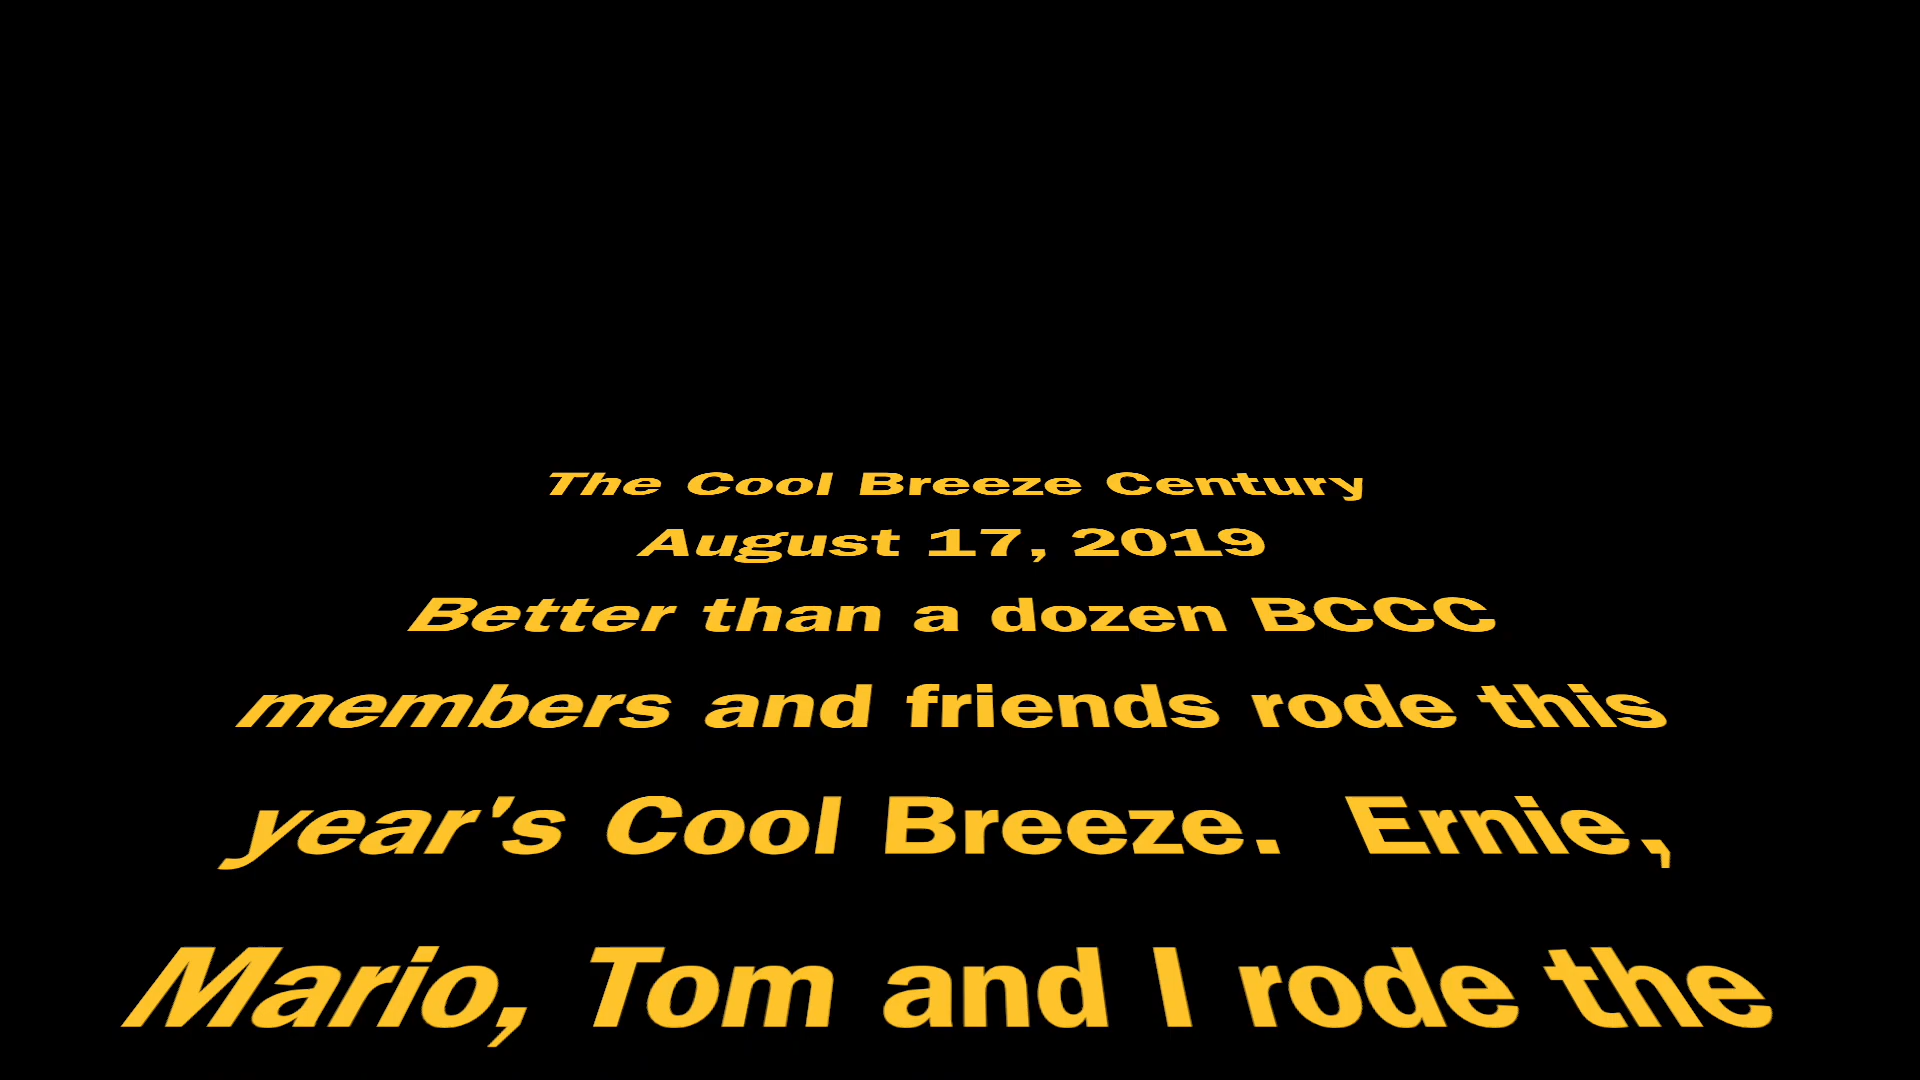 The Cool Breeze Century
August 17, 2019
Better than a dozen BCCC
members and friends rode this
year's Cool Breeze.  Ernie,
Mario, Tom and I rode the